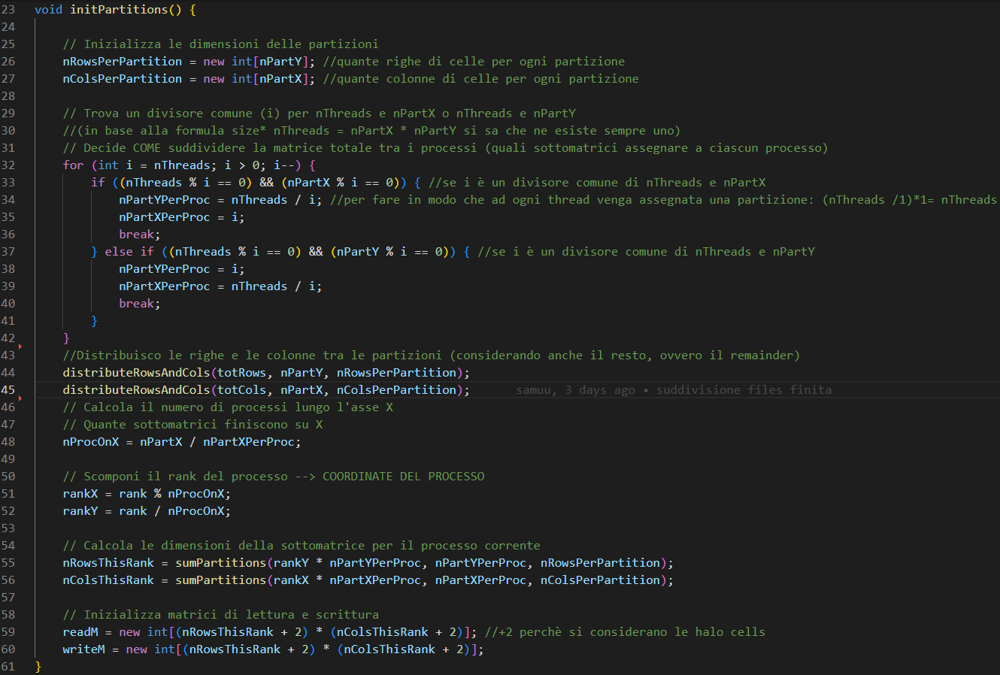 23 void initPartitions() {
24
25 // Inizializza le dimensioni delle partizioni
26 nRowsPerPartition = new int[nPartY]; //quante righe di celle per ogni partizione
27 nColsPerPartition = new int[nPartX]; //quante colonne di celle per ogni partizione
28
29 // Trova un divisore comune (i) per nThreads e nPartX o nThreads e nPartY
30 //(in base alla formula size* nThreads = nPartX * nPartY si sa che ne esiste sempre uno)
31 // Decide COME suddividere la matrice totale tra i processi (quali sottomatrici assegnare a ciascun processo)
32 for (int i = nThreads; i > 0; i--) {
33 if ((nThreads % i == 0) && (nPartX % i == 0)) { //se i è un divisore comune di nThreads e nPartX
34 nPartYPerProc = nThreads / i; //per fare in modo che ad ogni thread venga assegnata una partizione: (nThreads /1)*1= nThreads
35 nPartXPerProc = i;
36 break;
37 } else if ((nThreads % i == 0) && (nPartY % i == 0)) { //se i è un divisore comune di nThreads e nPartY
38 nPartYPerProc = i;
39 nPartXPerProc = nThreads / i;
40 break;
41 }
42 }
43 //Distribuisco le righe e le colonne tra le partizioni (considerando anche il resto, ovvero il remainder)
44 distributeRowsAndCols(totRows, nPartY, nRowsPerPartition);
45 distributeRowsAndCols(totCols, nPartX, nColsPerPartition); samuu, 3 days ago • suddivisione files finita
46 // Calcola il numero di processi lungo l'asse X
47 // Quante sottomatrici finiscono su X
48 nProcOnX = nPartX / nPartXPerProc;
49
50 // Scomponi il rank del processo --> COORDINATE DEL PROCESSO
51 rankX = rank % nProcOnX;
52 rankY = rank / nProcOnX;
53
54 // Calcola le dimensioni della sottomatrice per il processo corrente
55 nRowsThisRank = sumPartitions(rankY * nPartYPerProc, nPartYPerProc, nRowsPerPartition);
56 nColsThisRank = sumPartitions(rankX * nPartXPerProc, nPartXPerProc, nColsPerPartition);
57
58 // Inizializza matrici di lettura e scrittura
59 readM = new int[(nRowsThisRank + 2) * (nColsThisRank + 2)]; //+2 perchè si considerano le halo cells
60 writeM = new int[(nRowsThisRank + 2) * (nColsThisRank + 2)];
61 }